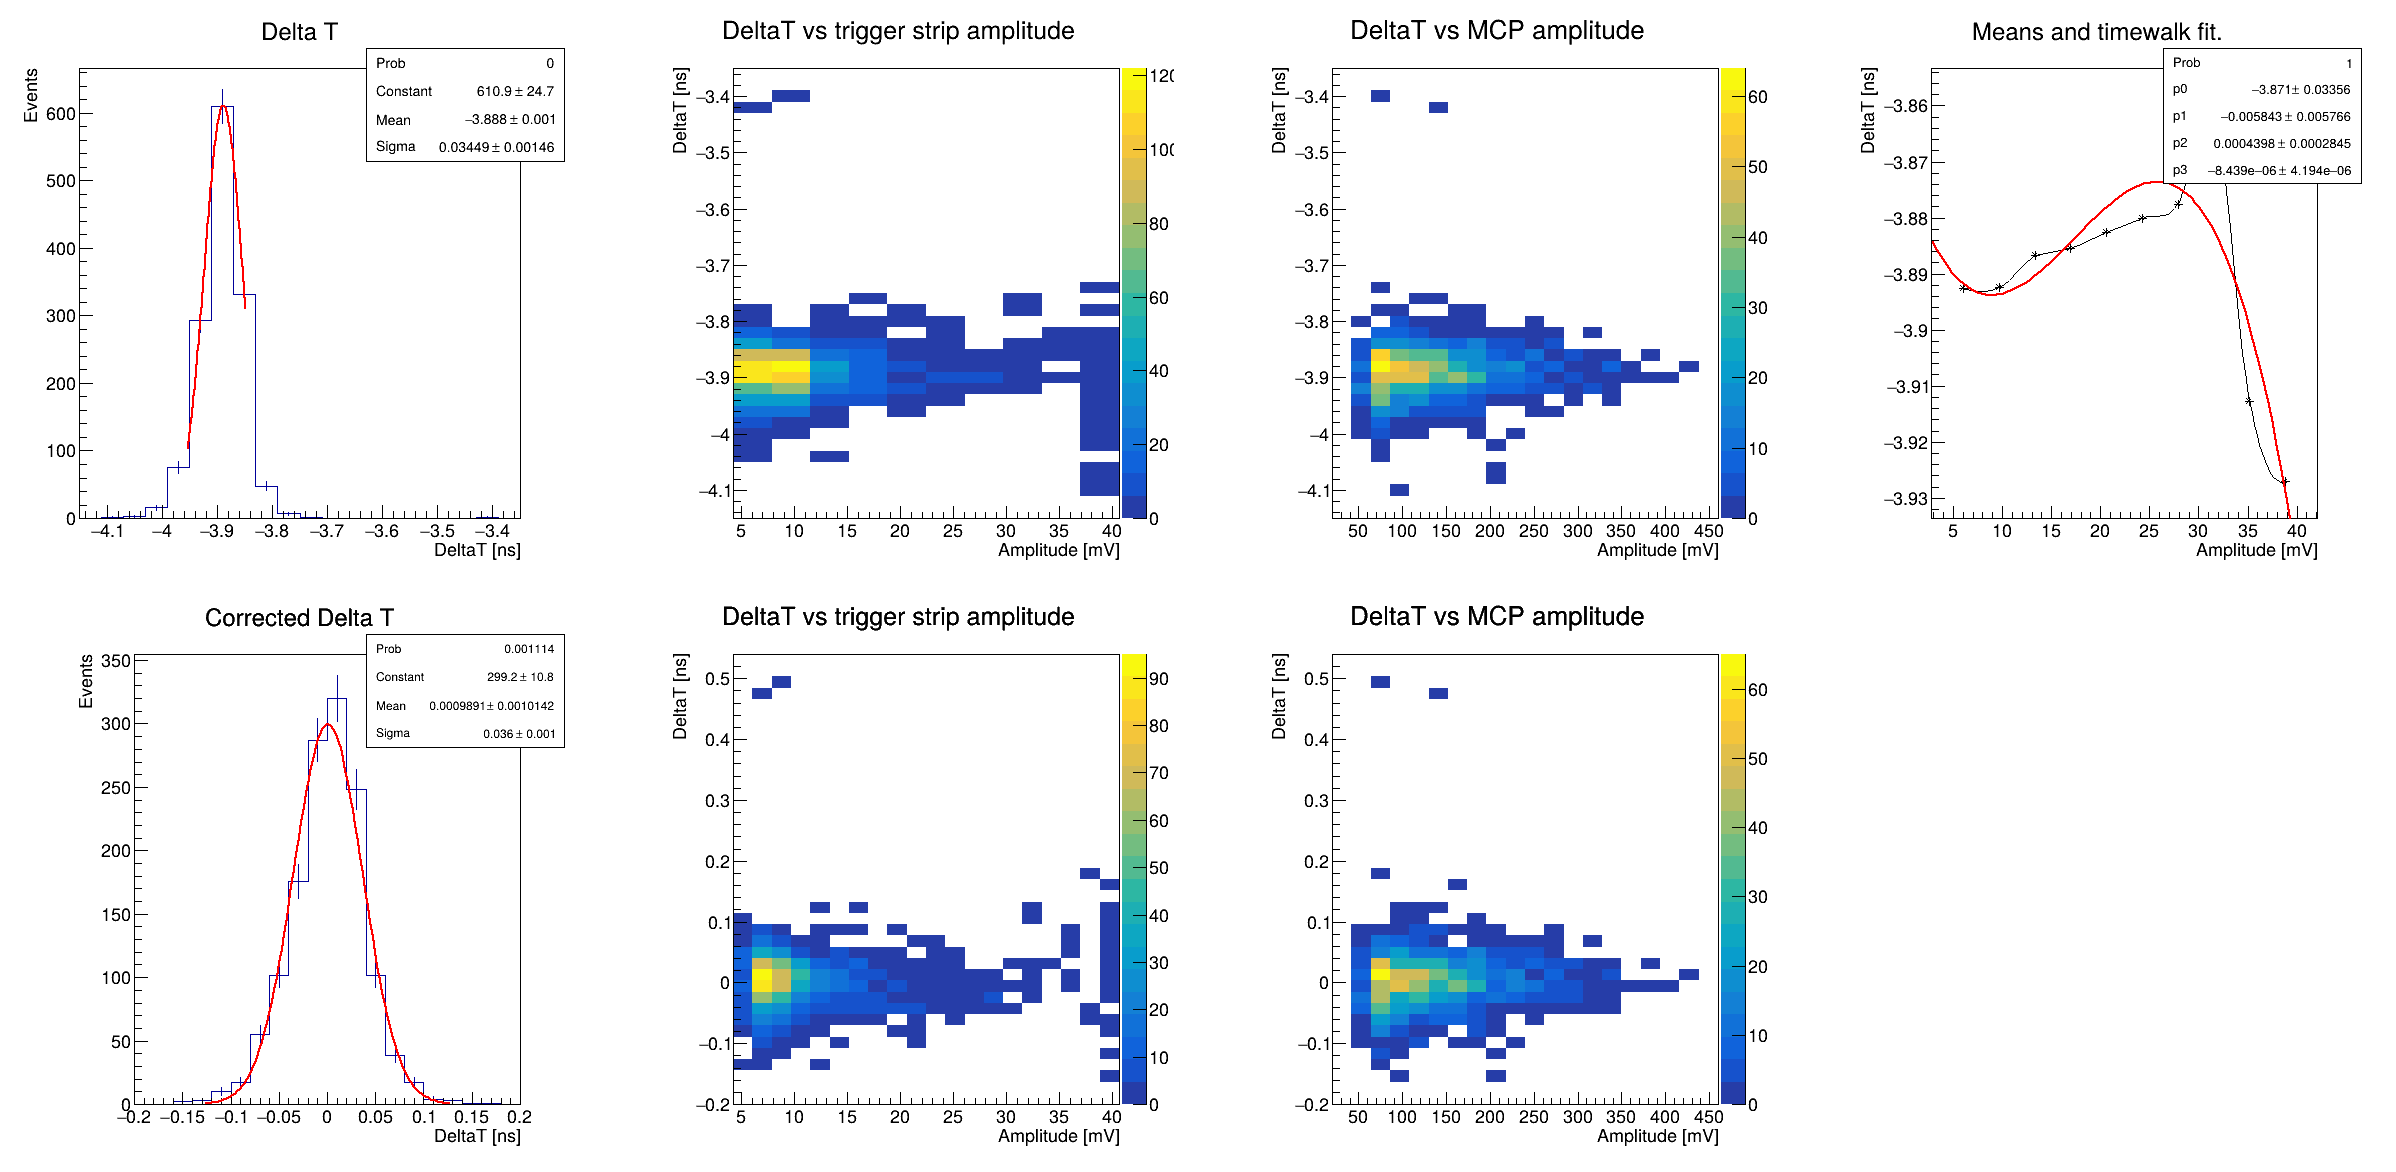 Delta T
Events
Prob 0
Constant 610.9 ± 24.7
Mean −3.888 ± 0.001
Sigma 0.03449 ± 0.00146
600
500
400
300
200
100
0
−4.1 −4 −3.9 −3.8 −3.7 −3.6 −3.5 −3.4
DeltaT [ns]
DeltaT vs trigger strip amplitude
DeltaT [ns]
−3.4
−3.5
−3.6
−3.7
−3.8
−3.9
−4
−4.1
5 10 15 20 25 30 35 40
Amplitude [mV]
80
60
40
20
0
DeltaT vs MCP amplitude
DeltaT [ns]
−3.4
−3.5
−3.6
−3.7
−3.8
−3.9
−4
−4.1
50 100 150 200 250 300 350 400 450
Amplitude [mV]
60
50
40
30
20
10
0
Means and timewalk fit.
DeltaT [ns]
Prob 1
p0 −3.871 ± 0.03356
p1 −0.005843 ± 0.005766
p2 0.0004398 ± 0.0002845
p3 −8.439e−06 ± 4.194e−06
−3.86
−3.87
−3.88
−3.89
−3.9
−3.91
−3.92
−3.93
5 10 15 20 25 30 35 40
Amplitude [mV]
Corrected Delta T
Events
Prob 0.001114
Constant 299.2 ± 10.8
Mean 0.0009891 ± 0.0010142
Sigma 0.036 ± 0.001
350
300
250
200
150
100
50
0
−0.2 −0.15 −0.1 −0.05 0 0.05 0.1 0.15 0.2
DeltaT [ns]
DeltaT vs trigger strip amplitude
DeltaT [ns]
0.5
0.4
0.3
0.2
0.1
0
−0.1
−0.2
5 10 15 20 25 30 35 40
Amplitude [mV]
90
80
70
60
50
40
30
20
10
0
DeltaT vs MCP amplitude
DeltaT [ns]
0.5
0.4
0.3
0.2
0.1
0
−0.1
−0.2
50 100 150 200 250 300 350 400 450
Amplitude [mV]
60
50
40
30
20
10
0